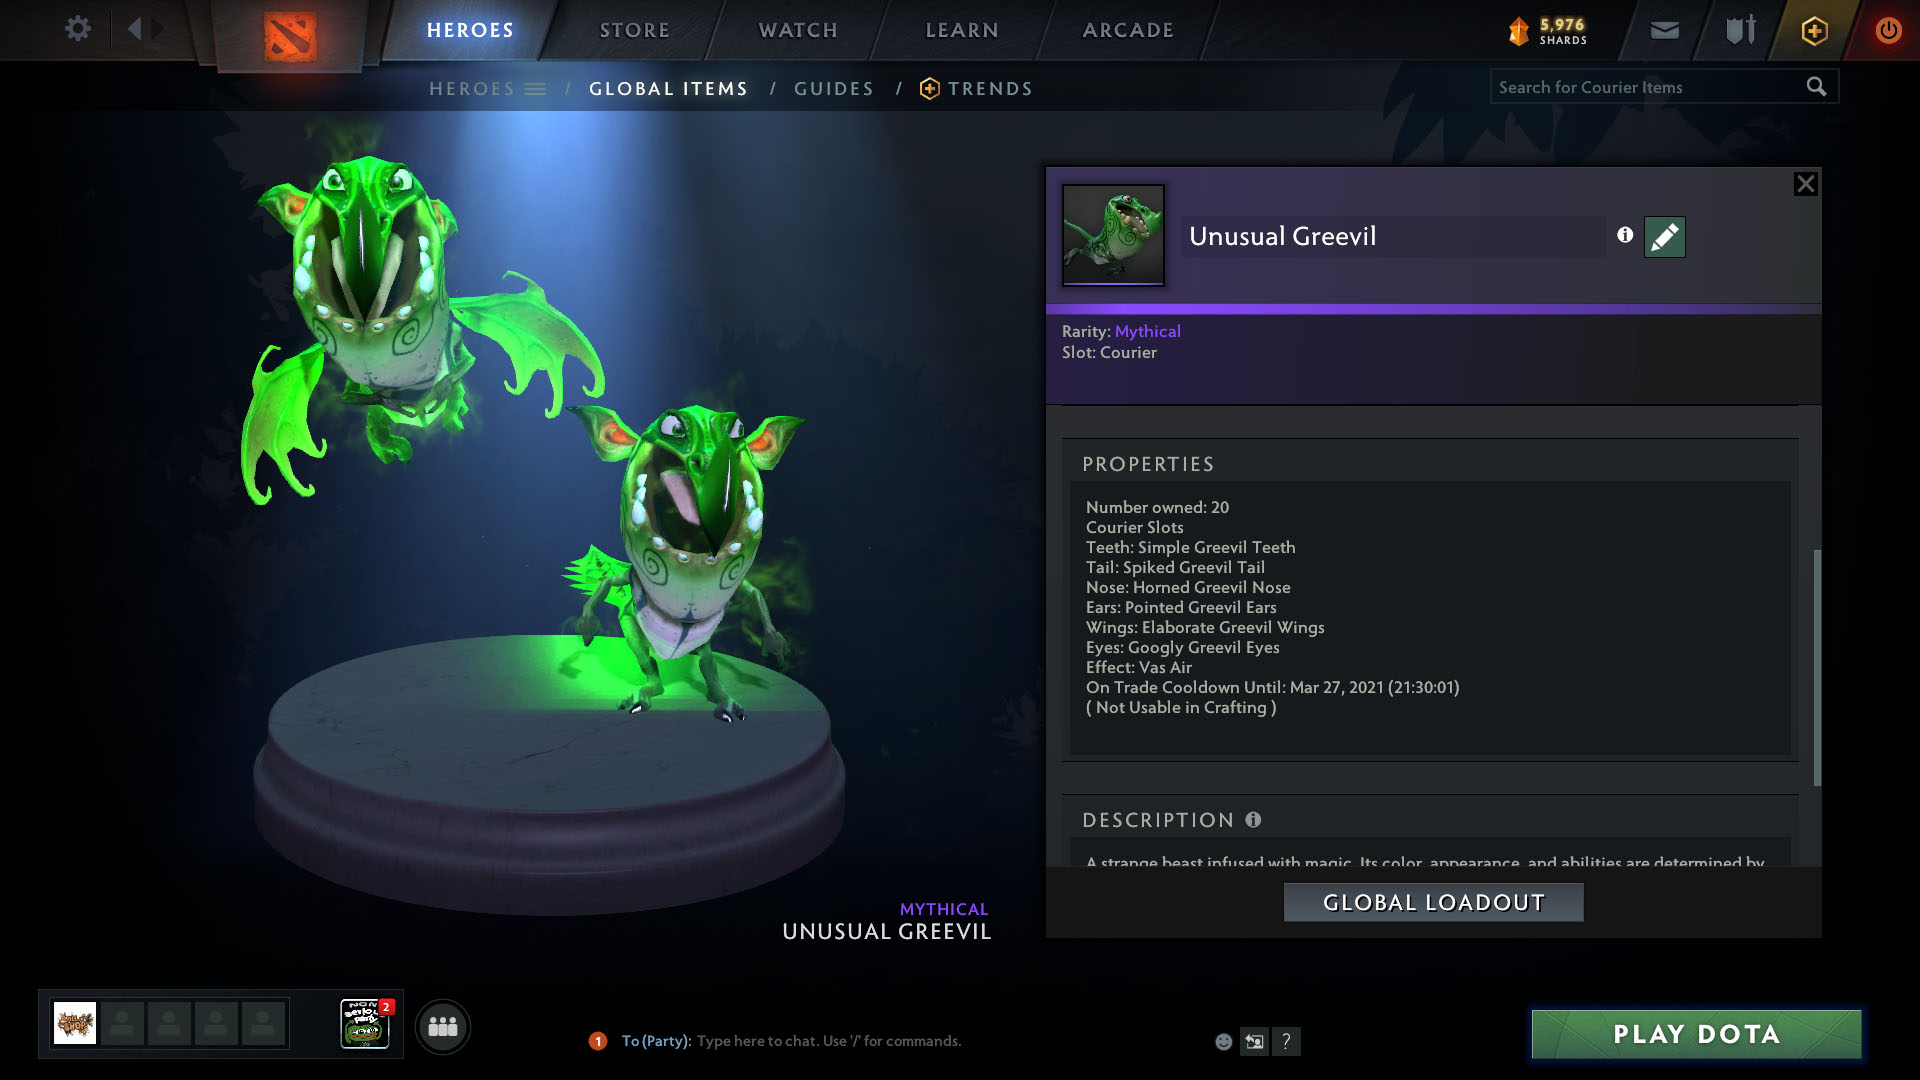 HEROES
STORE
WATCH
LEARN
ARCADE
5,976
SHARDS
HEROES / GLOBAL ITEMS / GUIDES / TRENDS
Search for Courier Items
Unusual Greevil
Rarity: Mythical
Slot: Courier
PROPERTIES
Number owned: 20
Courier Slots
Teeth: Simple Greevil Teeth
Tail: Spiked Greevil Tail
Nose: Horned Greevil Nose
Ears: Pointed Greevil Ears
Wings: Elaborate Greevil Wings
Eyes: Googly Greevil Eyes
Effect: Vas Air
On Trade Cooldown Until: Mar 27, 2021 (21:30:01)
( Not Usable in Crafting )
DESCRIPTION
A strange beast infused with magic. Its color, appearance, and abilities are determined by
GLOBAL LOADOUT
MYTHICAL
UNUSUAL GREEVIL
2
1
To (Party): Type here to chat. Use '/' for commands.
?
PLAY DOTA